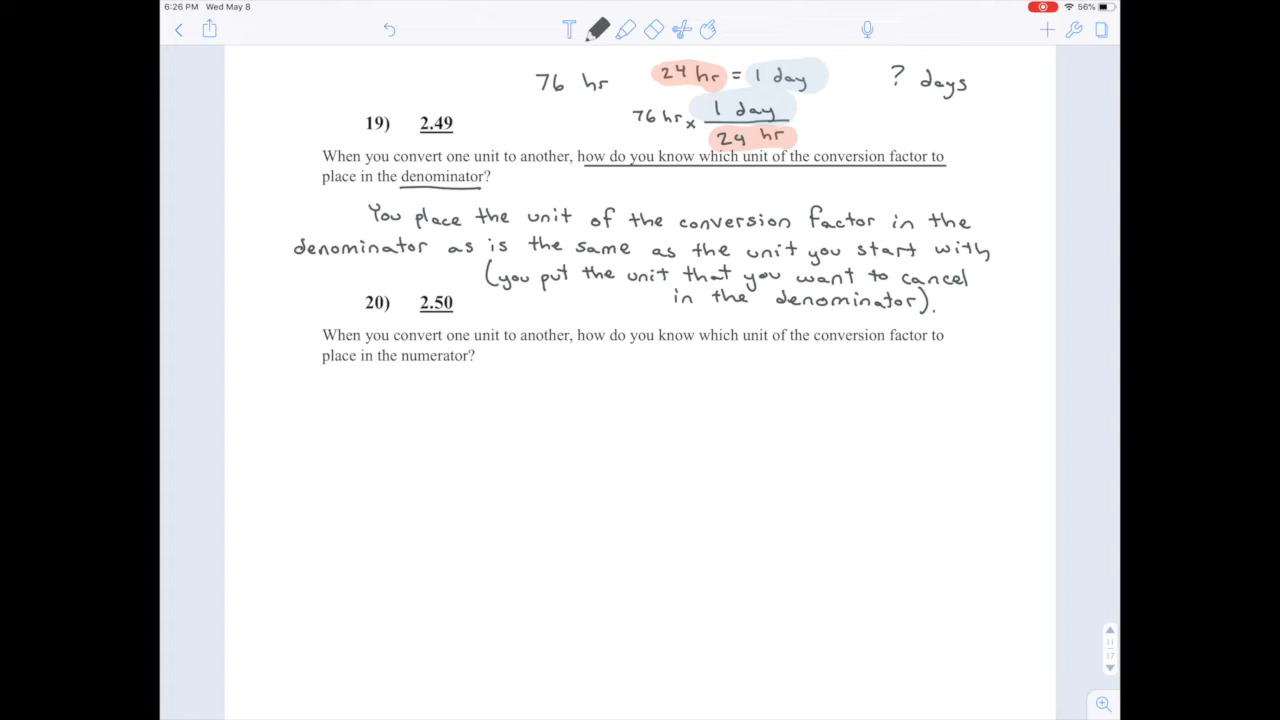 6:26 PM Wed May 8
56%
T
76 hr 24 hr = 1 day ? days
76 hr x 1 day
24 hr
19) 2.49
When you convert one unit to another, how do you know which unit of the conversion factor to
place in the denominator?
You place the unit of the conversion factor in the
denominator as is the same as the unit you start with
(you put the unit that you want to cancel
in the denominator).
20) 2.50
When you convert one unit to another, how do you know which unit of the conversion factor to
place in the numerator?
11
17